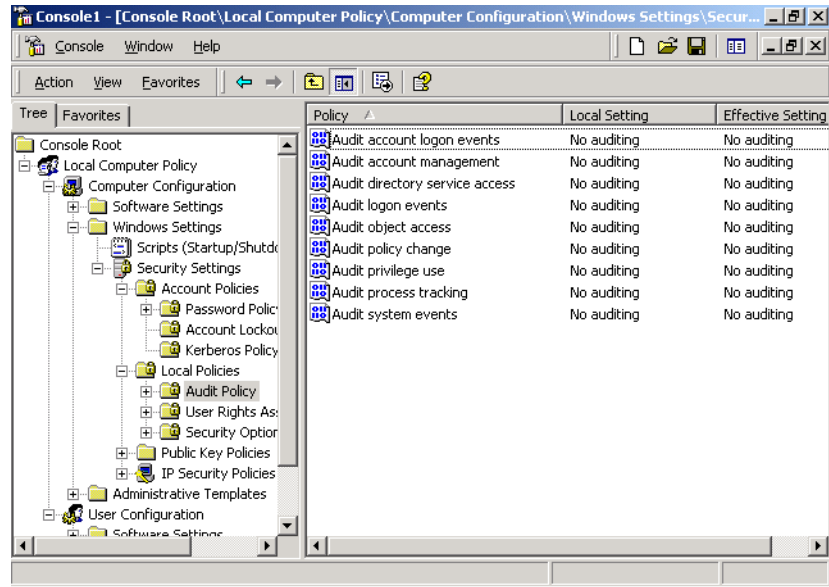 Console1 - [Console Root\Local Computer Policy\Computer Configuration\Windows Settings\Secur...
Console Window Help
Action View Favorites
Tree Favorites
Console Root
Local Computer Policy
Computer Configuration
Software Settings
Windows Settings
Scripts (Startup/Shutdo
Security Settings
Account Policies
Password Polic
Account Lockou
Kerberos Policy
Local Policies
Audit Policy
User Rights As
Security Option
Public Key Policies
IP Security Policies
Administrative Templates
User Configuration
Software Settings
Policy Local Setting Effective Setting
Audit account logon events No auditing No auditing
Audit account management No auditing No auditing
Audit directory service access No auditing No auditing
Audit logon events No auditing No auditing
Audit object access No auditing No auditing
Audit policy change No auditing No auditing
Audit privilege use No auditing No auditing
Audit process tracking No auditing No auditing
Audit system events No auditing No auditing